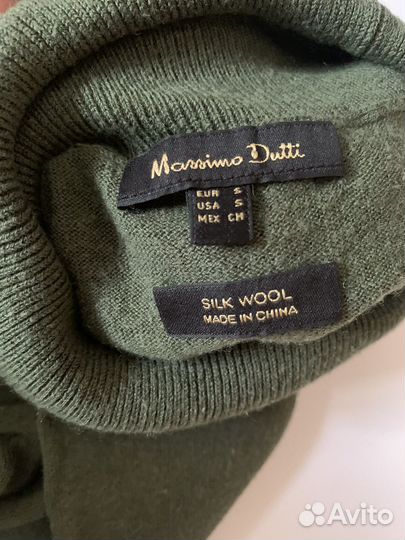 Massimo Dutti
EUR S
USA S
MEX CH
SILK WOOL
MADE IN CHINA
Avito